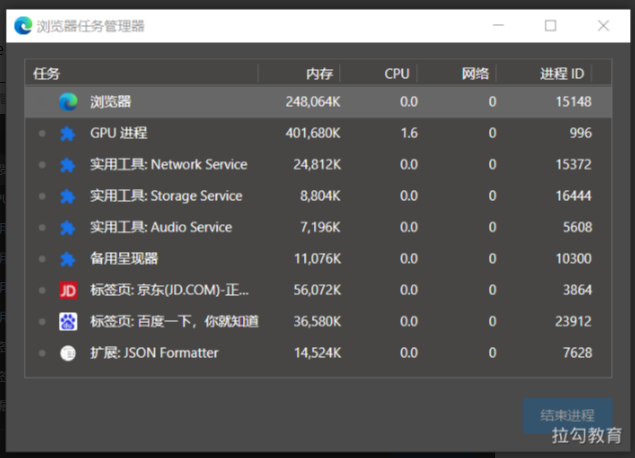 浏览器任务管理器
任务 内存 CPU 网络 进程 ID
浏览器 248,064K 0.0 0 15148
GPU 进程 401,680K 1.6 0 996
实用工具: Network Service 24,812K 0.0 0 15372
实用工具: Storage Service 8,804K 0.0 0 16444
实用工具: Audio Service 7,196K 0.0 0 5608
备用呈现器 11,076K 0.0 0 10300
JD 标签页: 京东(JD.COM)-正... 56,072K 0.0 0 3864
标签页: 百度一下，你就知道 36,580K 0.0 0 23912
扩展: JSON Formatter 14,524K 0.0 0 7628
结束进程
拉勾教育